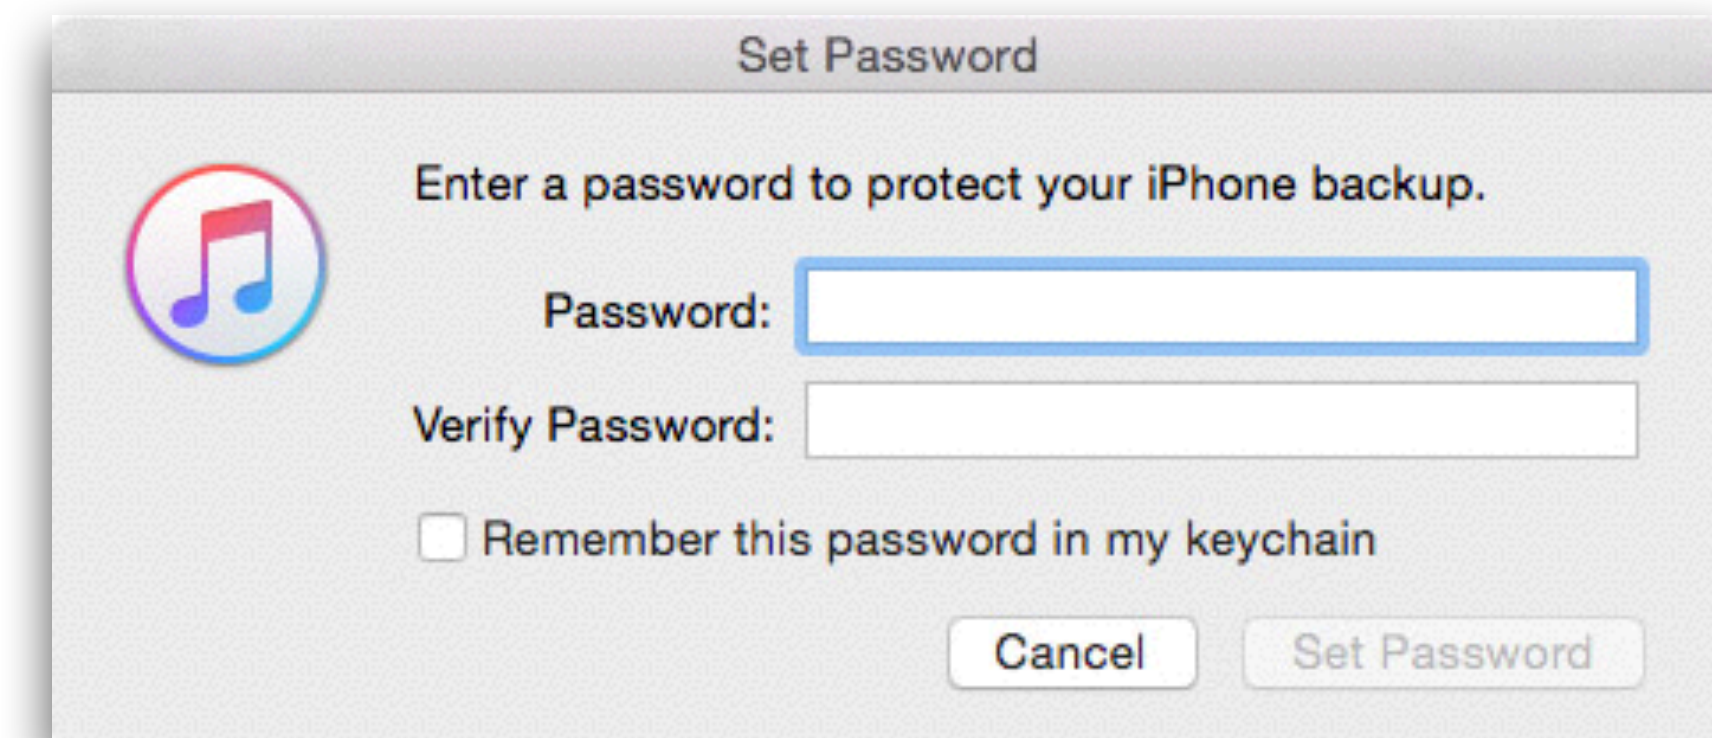 Set Password
Enter a password to protect your iPhone backup.
Password:
Verify Password:
Remember this password in my keychain
Cancel Set Password